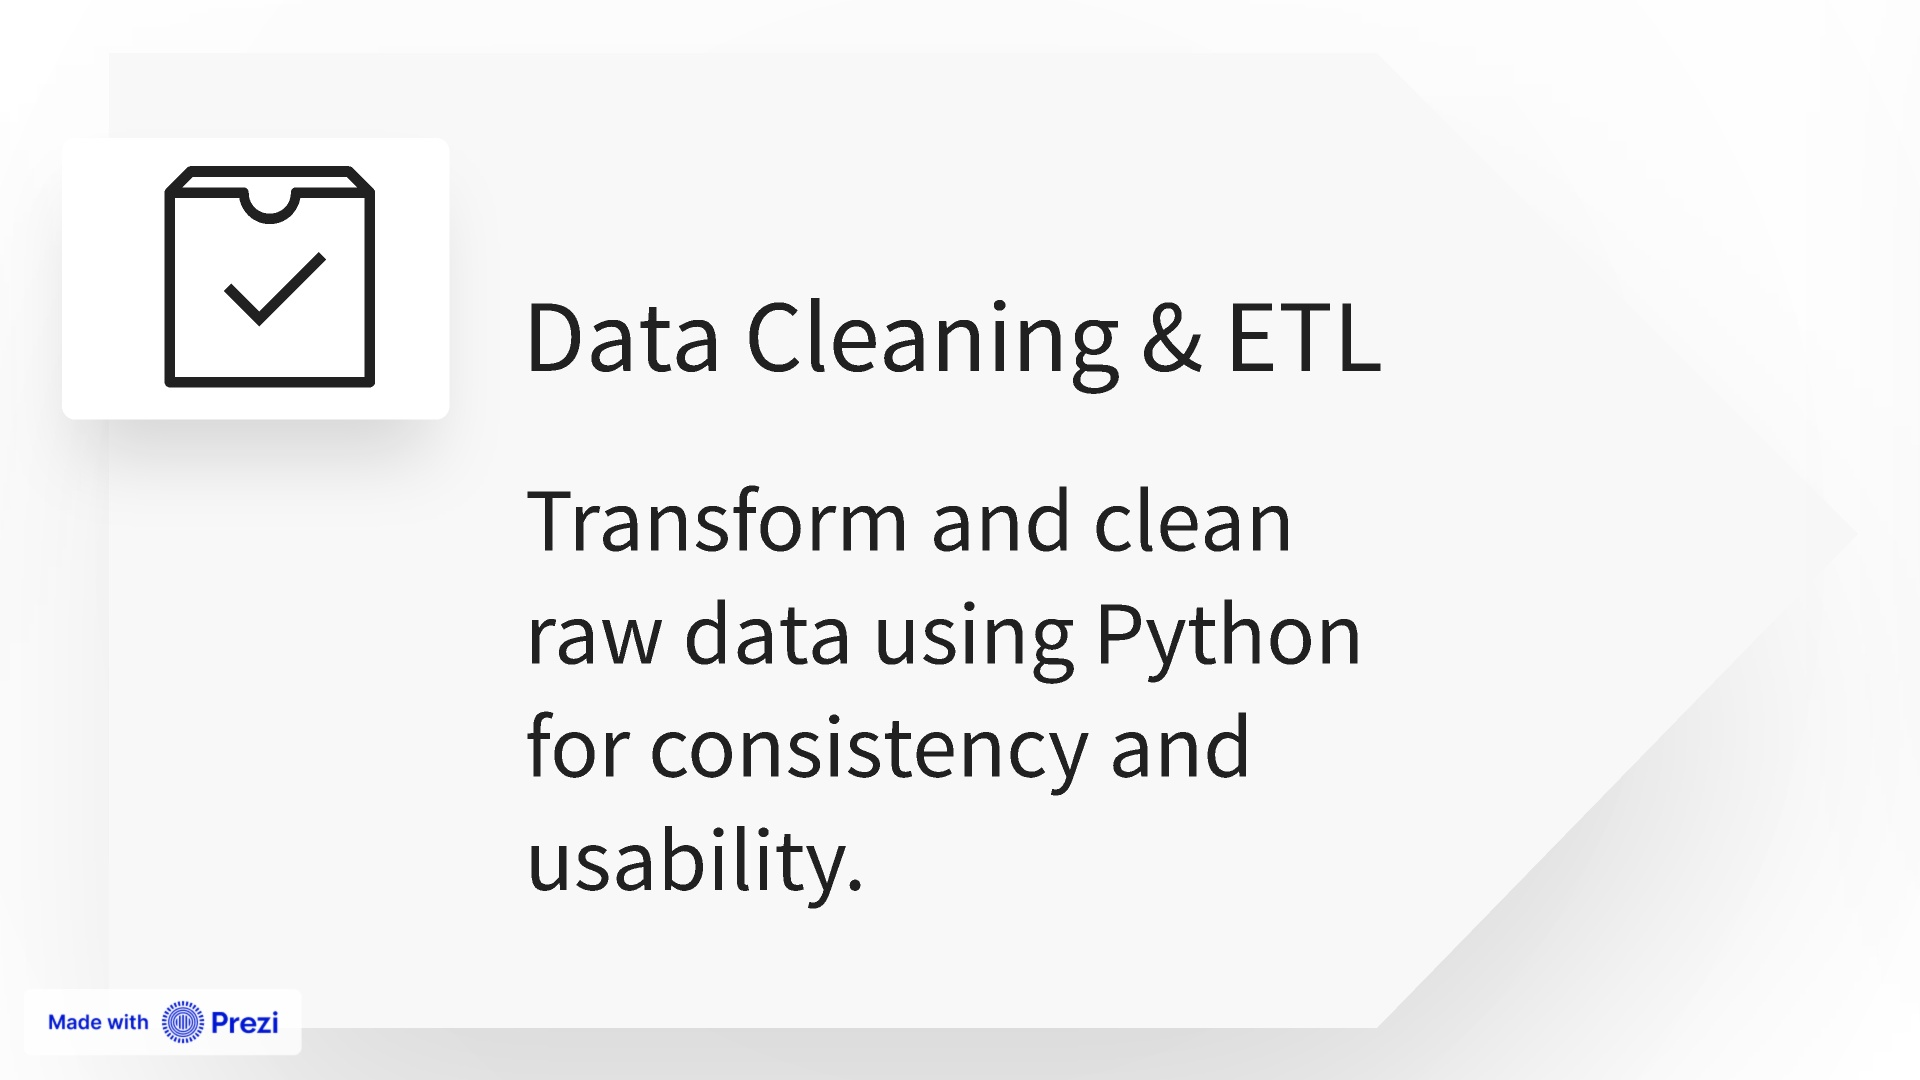 Data Cleaning & ETL
Transform and clean
raw data using Python
for consistency and
usability.
Made with Prezi